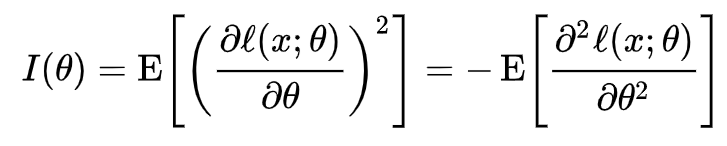 I(θ) = E[(∂ℓ(x; θ)/∂θ)²] = − E[∂²ℓ(x; θ)/∂θ²]